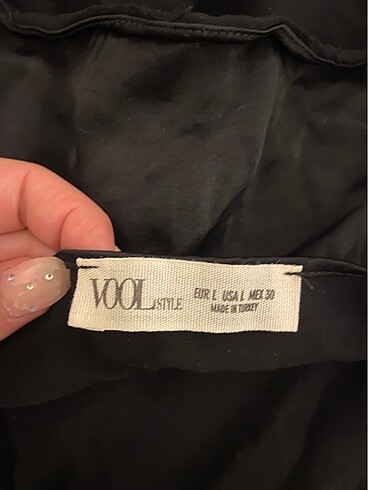 VOOL STYLE
EUR L USA L MEX 30
MADE IN TURKEY